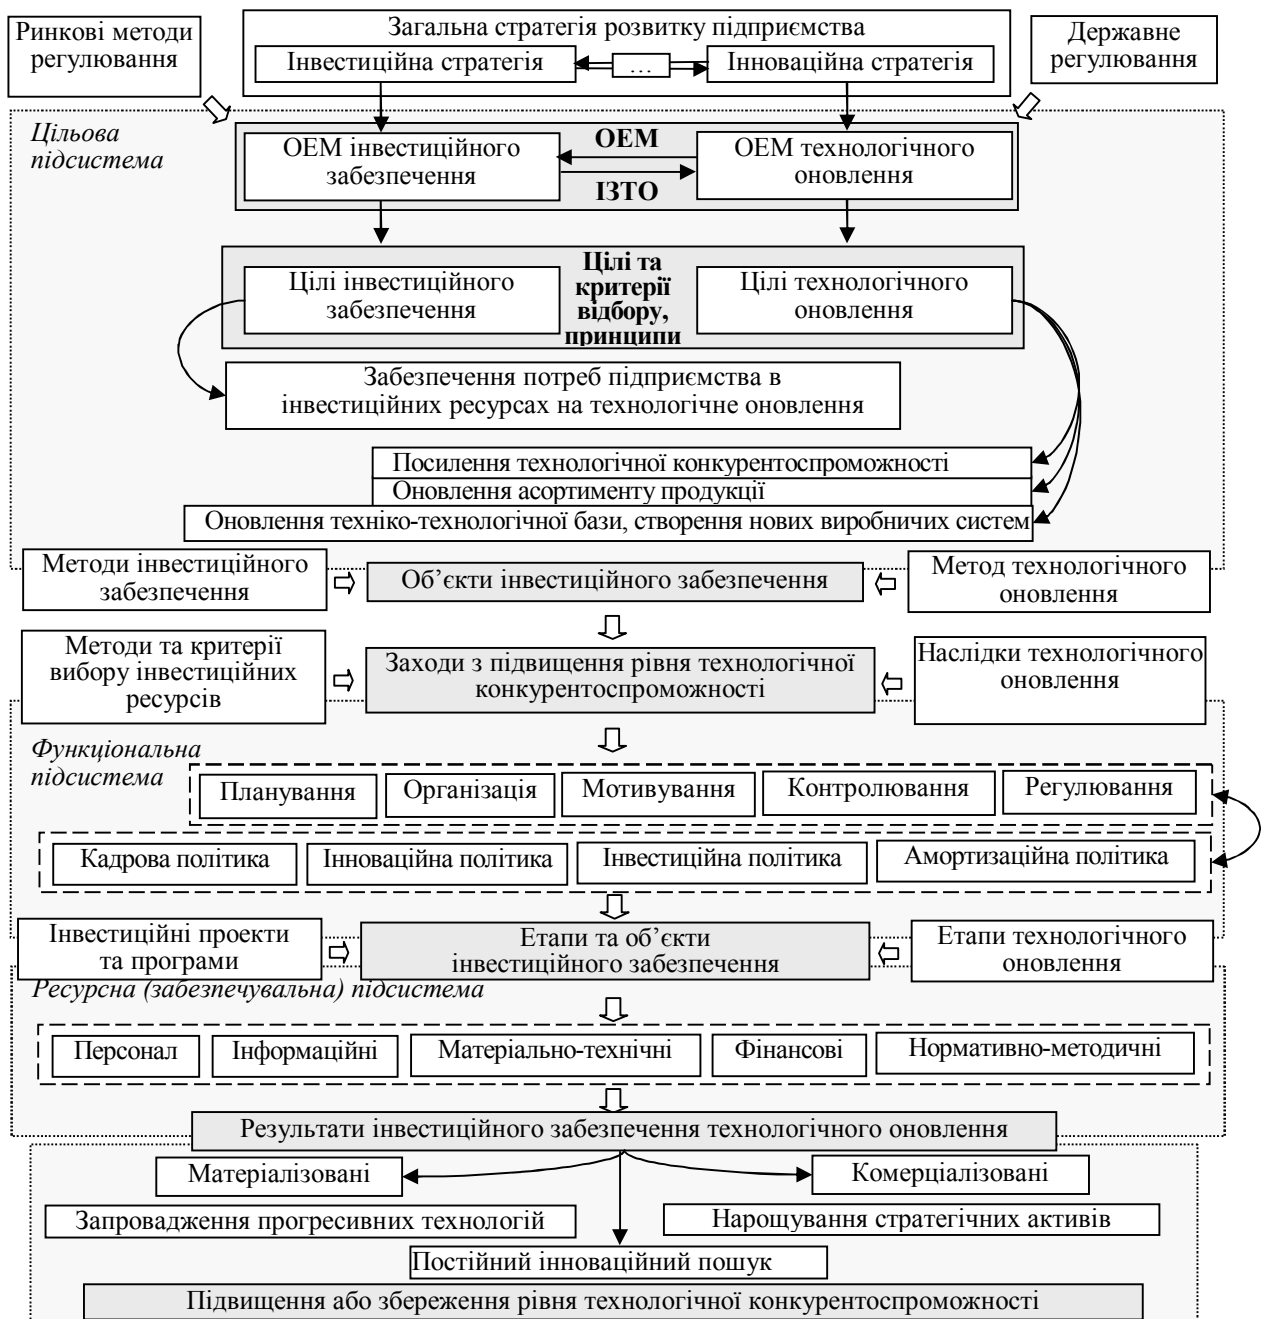 Ринкові методи
регулювання
Загальна стратегія розвитку підприємства
Інвестиційна стратегія
...
Інноваційна стратегія
Державне
регулювання
Цільова
підсистема
ОЕМ інвестиційного
забезпечення
ОЕМ
ІЗТО
ОЕМ технологічного
оновлення
Цілі інвестиційного
забезпечення
Цілі та
критерії
відбору,
принципи
Цілі технологічного
оновлення
Забезпечення потреб підприємства в
інвестиційних ресурсах на технологічне оновлення
Посилення технологічної конкурентоспроможності
Оновлення асортименту продукції
Оновлення техніко-технологічної бази, створення нових виробничих систем
Методи інвестиційного
забезпечення
Об’єкти інвестиційного забезпечення
Метод технологічного
оновлення
Методи та критерії
вибору інвестиційних
ресурсів
Заходи з підвищення рівня технологічної
конкурентоспроможності
Наслідки технологічного
оновлення
Функціональна
підсистема
Планування
Організація
Мотивування
Контролювання
Регулювання
Кадрова політика
Інноваційна політика
Інвестиційна політика
Амортизаційна політика
Інвестиційні проекти
та програми
Етапи та об’єкти
інвестиційного забезпечення
Етапи технологічного
оновлення
Ресурсна (забезпечувальна) підсистема
Персонал
Інформаційні
Матеріально-технічні
Фінансові
Нормативно-методичні
Результати інвестиційного забезпечення технологічного оновлення
Матеріалізовані
Комерціалізовані
Запровадження прогресивних технологій
Нарощування стратегічних активів
Постійний інноваційний пошук
Підвищення або збереження рівня технологічної конкурентоспроможності